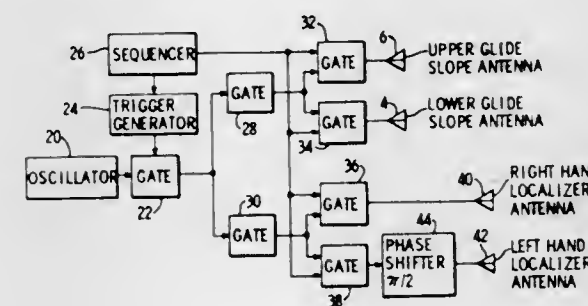 32
6
26
SEQUENCER
GATE
UPPER GLIDE
SLOPE ANTENNA
24
TRIGGER
GENERATOR
GATE
28
4
GATE
34
LOWER GLIDE
SLOPE ANTENNA
20
OSCILLATOR
GATE
22
36
GATE
40
RIGHT HAND
LOCALIZER
ANTENNA
30
GATE
44
GATE
38
PHASE
SHIFTER
π/2
42
LEFT HAND
LOCALIZER
ANTENNA